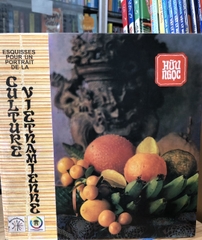 ESQUISSES
POUR UN
PORTRAIT
DE LA
CULTURE
VIETNAMIENNE
HỮU
NGỌC